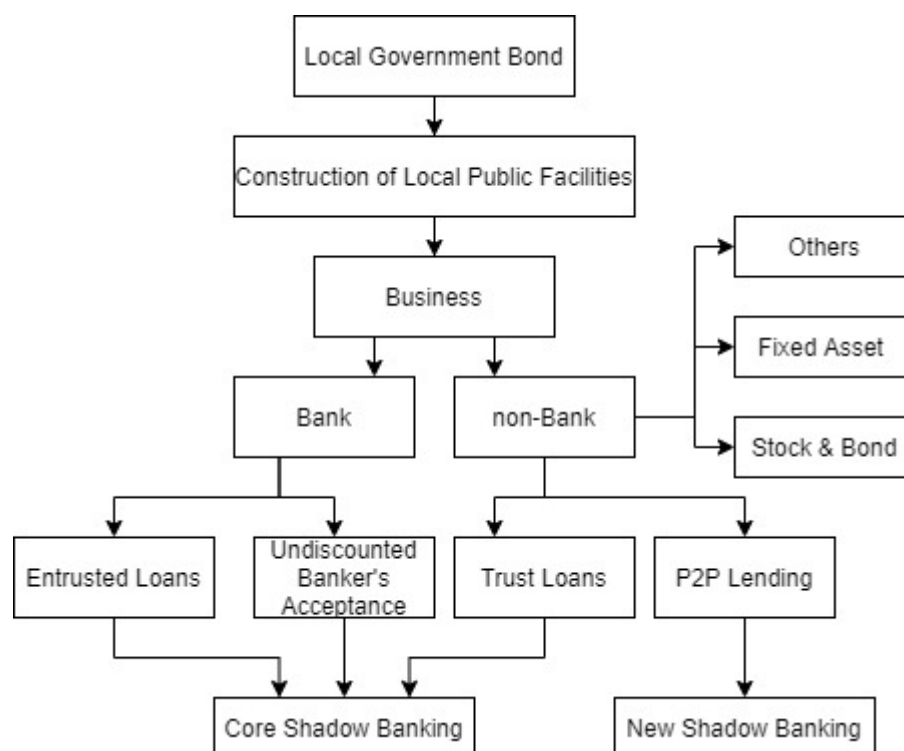 Local Government Bond
Construction of Local Public Facilities
Others
Business
Fixed Asset
Bank
non-Bank
Stock & Bond
Entrusted Loans
Undiscounted
Banker's
Acceptance
Trust Loans
P2P Lending
Core Shadow Banking
New Shadow Banking